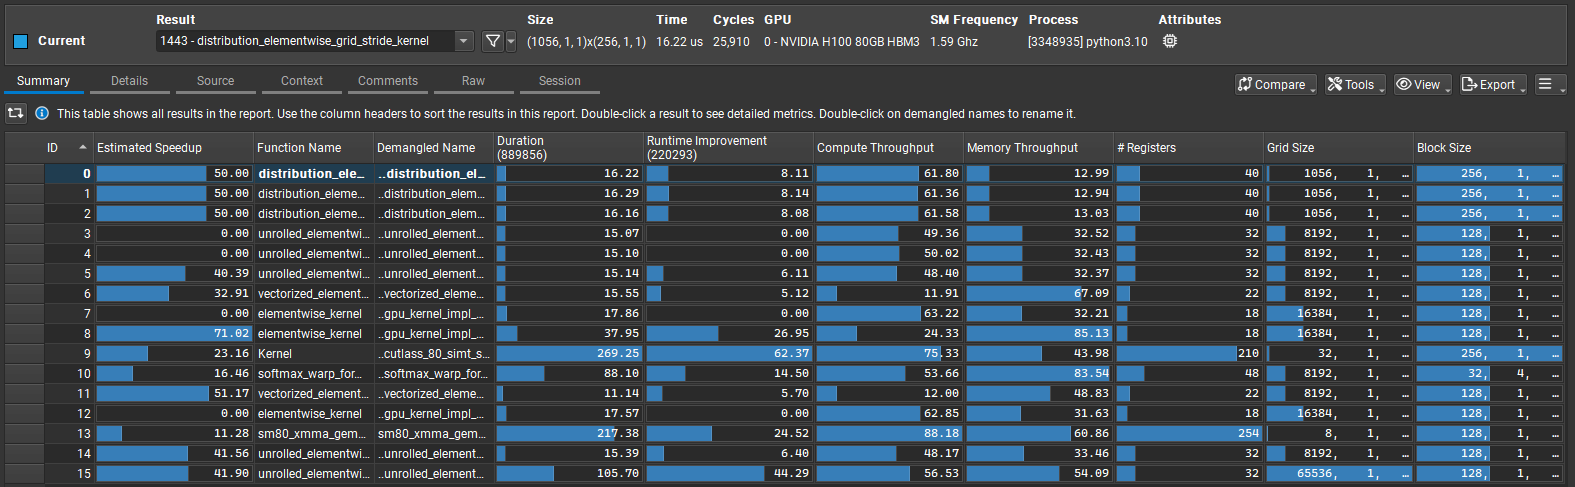 Result Size Time Cycles GPU SM Frequency Process Attributes
Current 1443 - distribution_elementwise_grid_stride_kernel (1056, 1, 1)x(256, 1, 1) 16.22 us 25,910 0 - NVIDIA H100 80GB HBM3 1.59 Ghz [3348935] python3.10
Summary Details Source Context Comments Raw Session Compare Tools View Export
This table shows all results in the report. Use the column headers to sort the results in this report. Double-click a result to see detailed metrics. Double-click on demangled names to rename it.
ID Estimated Speedup Function Name Demangled Name Duration (889856) Runtime Improvement (220293) Compute Throughput Memory Throughput # Registers Grid Size Block Size
0 50.00 distribution_ele... ..distribution_el... 16.22 8.11 61.80 12.99 40 1056, 1, ... 256, 1, ...
1 50.00 distribution_eleme... ..distribution_elem... 16.29 8.14 61.36 12.94 40 1056, 1, ... 256, 1, ...
2 50.00 distribution_eleme... ..distribution_elem... 16.16 8.08 61.58 13.03 40 1056, 1, ... 256, 1, ...
3 0.00 unrolled_elementwi... ..unrolled_element... 15.07 0.00 49.36 32.52 32 8192, 1, ... 128, 1, ...
4 0.00 unrolled_elementwi... ..unrolled_element... 15.10 0.00 50.02 32.43 32 8192, 1, ... 128, 1, ...
5 40.39 unrolled_elementwi... ..unrolled_element... 15.14 6.11 48.40 32.37 32 8192, 1, ... 128, 1, ...
6 32.91 vectorized_element... ..vectorized_eleme... 15.55 5.12 11.91 67.09 22 8192, 1, ... 128, 1, ...
7 0.00 elementwise_kernel ..gpu_kernel_impl_... 17.86 0.00 63.22 32.21 18 16384, 1, ... 128, 1, ...
8 71.02 elementwise_kernel ..gpu_kernel_impl_... 37.95 26.95 24.33 85.13 18 16384, 1, ... 128, 1, ...
9 23.16 Kernel ..cutlass_80_simt_s... 269.25 62.37 75.33 43.98 210 32, 1, ... 256, 1, ...
10 16.46 softmax_warp_for... ..softmax_warp_for... 88.10 14.50 53.66 83.54 48 8192, 1, ... 32, 4, ...
11 51.17 vectorized_element... ..vectorized_eleme... 11.14 5.70 12.00 48.83 22 8192, 1, ... 128, 1, ...
12 0.00 elementwise_kernel ..gpu_kernel_impl_... 17.57 0.00 62.85 31.63 18 16384, 1, ... 128, 1, ...
13 11.28 sm80_xmma_gem... sm80_xmma_gem... 217.38 24.52 88.18 60.86 254 8, 1, ... 128, 1, ...
14 41.56 unrolled_elementwi... ..unrolled_element... 15.39 6.40 48.17 33.46 32 8192, 1, ... 128, 1, ...
15 41.90 unrolled_elementwi... ..unrolled_element... 105.70 44.29 56.53 54.09 32 65536, 1, ... 128, 1, ...